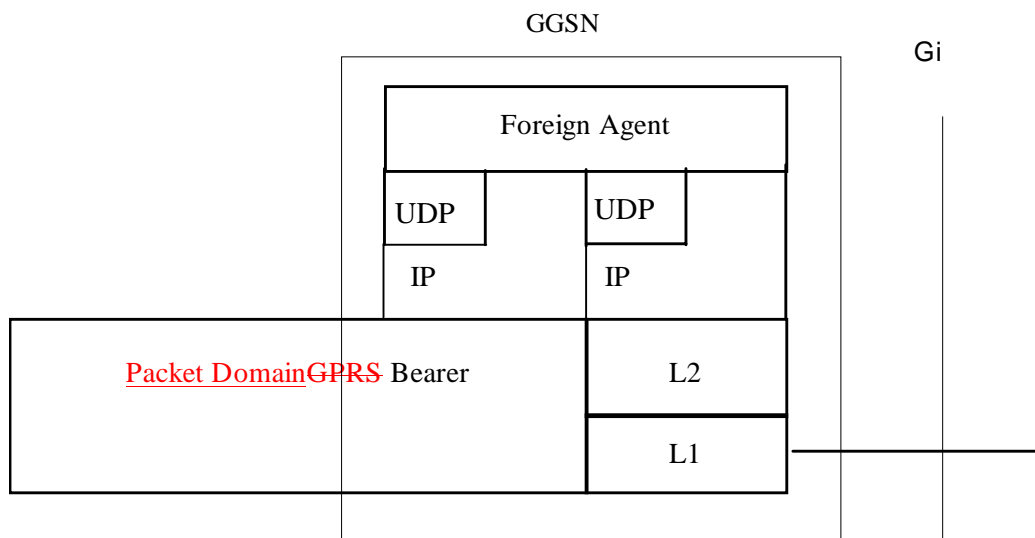 GGSN
Gi
Foreign Agent
UDP UDP
IP IP
Packet DomainGPRS Bearer L2
L1